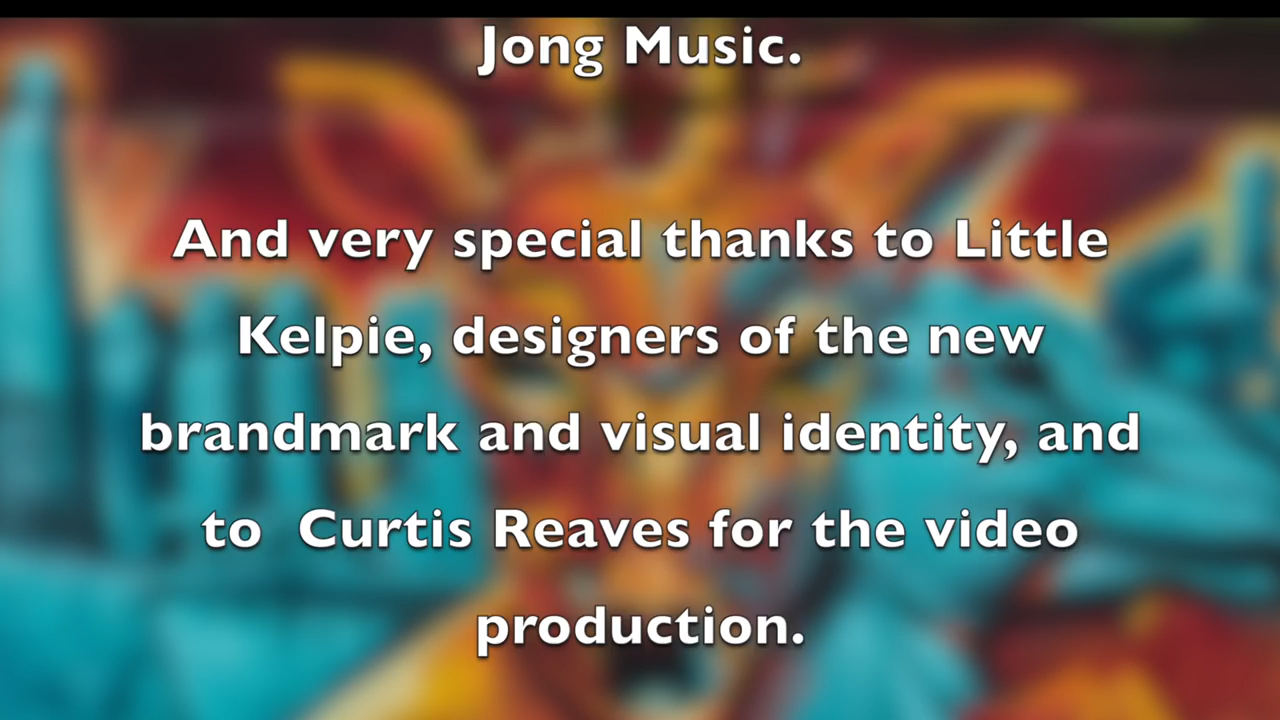 Jong Music.
And very special thanks to Little
Kelpie, designers of the new
brandmark and visual identity, and
to  Curtis Reaves for the video
production.